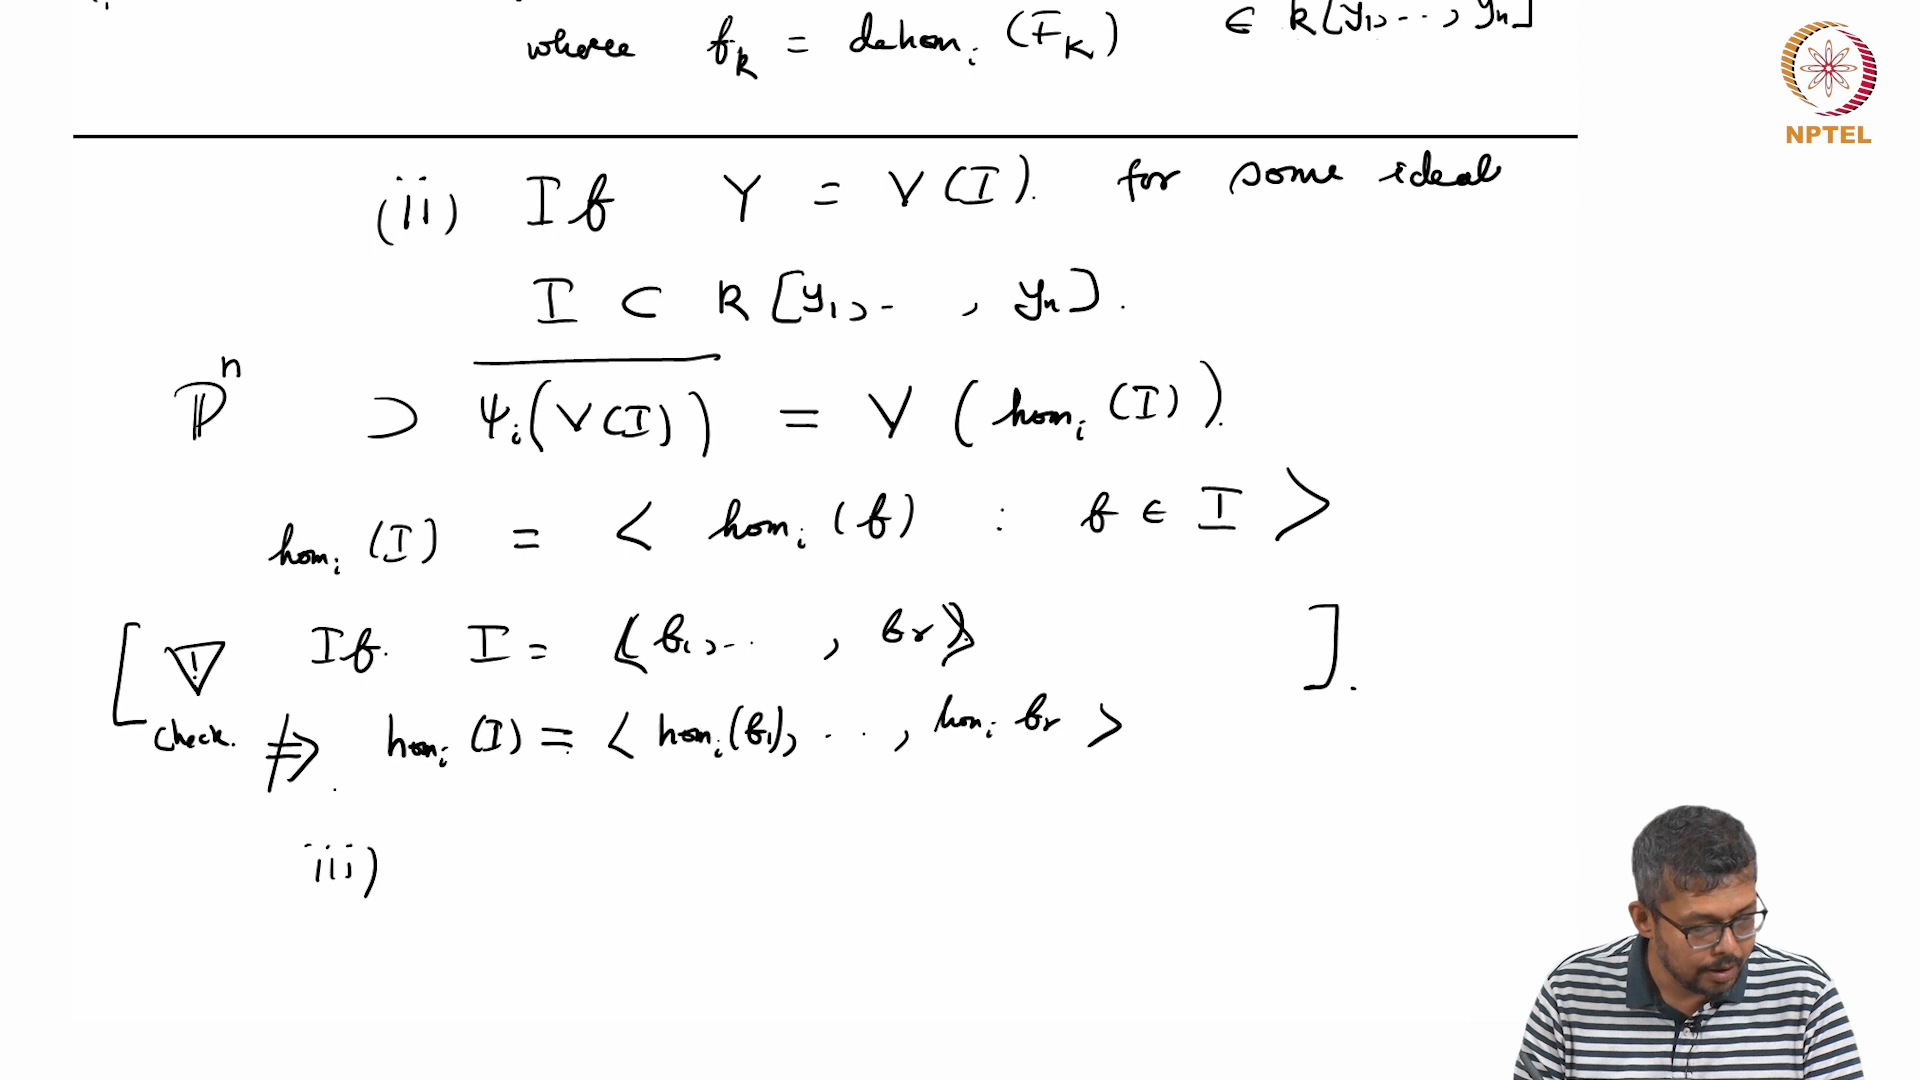 where f_k = dehom_i (F_k) ∈ k[y_1, .., y_n]
NPTEL
(ii) If Y = V(I). for some ideal
I ⊂ k[y_1, .. , y_n].
ℙ^n ⊃ \overline{ψ_i(V(I))} = V(hom_i(I)).
hom_i(I) = < hom_i(f) : f ∈ I >
[ ! If I = <f_1, .. , f_r> ].
check. ⇏ hom_i(I) = < hom_i(f_1), .. , hom_i f_r >
iii)